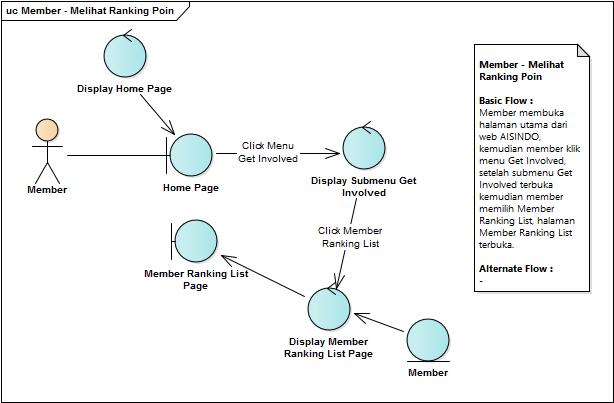 uc Member - Melihat Ranking Poin
Display Home Page
Member
Home Page
Click Menu
Get Involved
Display Submenu Get
Involved
Click Member
Ranking List
Member Ranking List
Page
Display Member
Ranking List Page
Member
Member - Melihat
Ranking Poin
Basic Flow :
Member membuka
halaman utama dari
web AISINDO,
kemudian member klik
menu Get Involved,
setelah submenu Get
Involved terbuka
kemudian member
memilih Member
Ranking List, halaman
Member Ranking List
terbuka.
Alternate Flow :
-